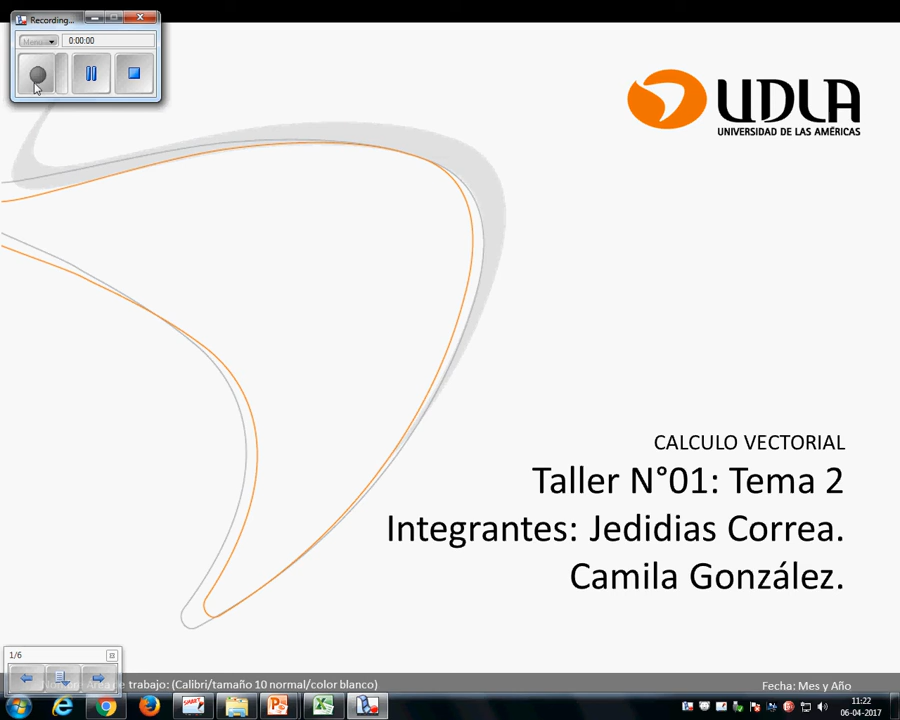 Recording...
Menu
0:00:00
UDLA
UNIVERSIDAD DE LAS AMÉRICAS
CALCULO VECTORIAL
Taller N°01: Tema 2
Integrantes: Jedidias Correa.
Camila González.
1/6
de trabajo: (Calibri/tamaño 10 normal/color blanco)
Fecha: Mes y Año
SMART
11:22
06-04-2017